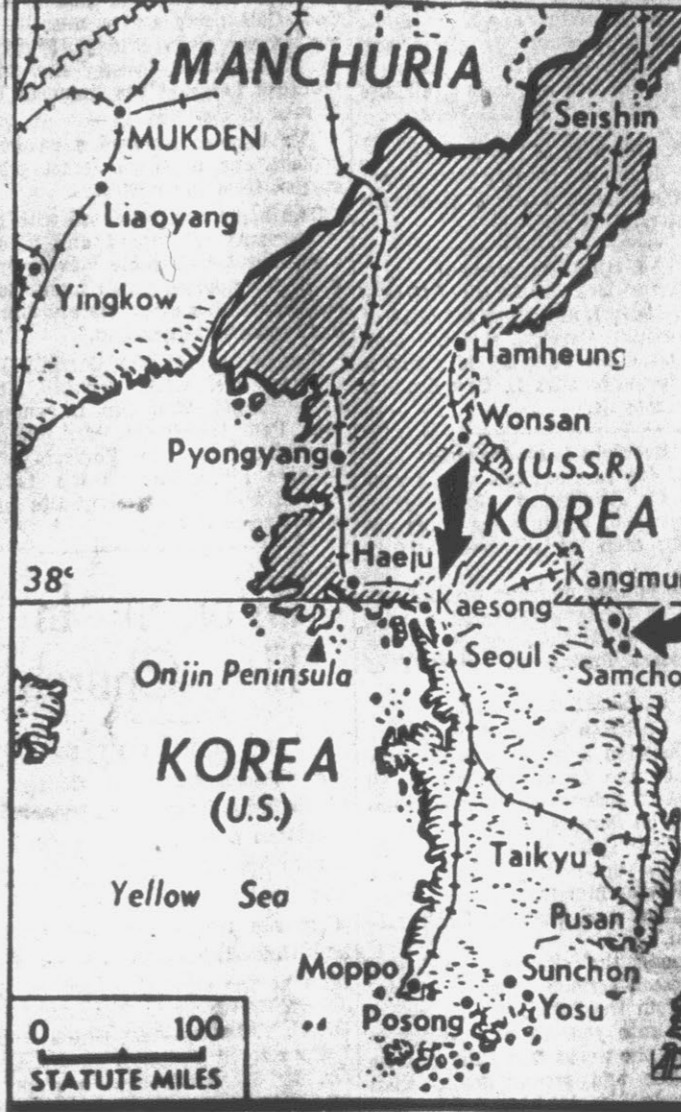 MANCHURIA
Seishin
MUKDEN
Liaoyang
Yingkow
Hamheung
Wonsan
Pyongyang
(U.S.S.R.)
KOREA
Haeju
38°
Kangmun
Kaesong
Seoul
Onjin Peninsula
Samcho
KOREA
(U.S.)
Taikyu
Yellow Sea
Pusan
Moppo
Sunchon
Yosu
Posong
0 100
STATUTE MILES
AP